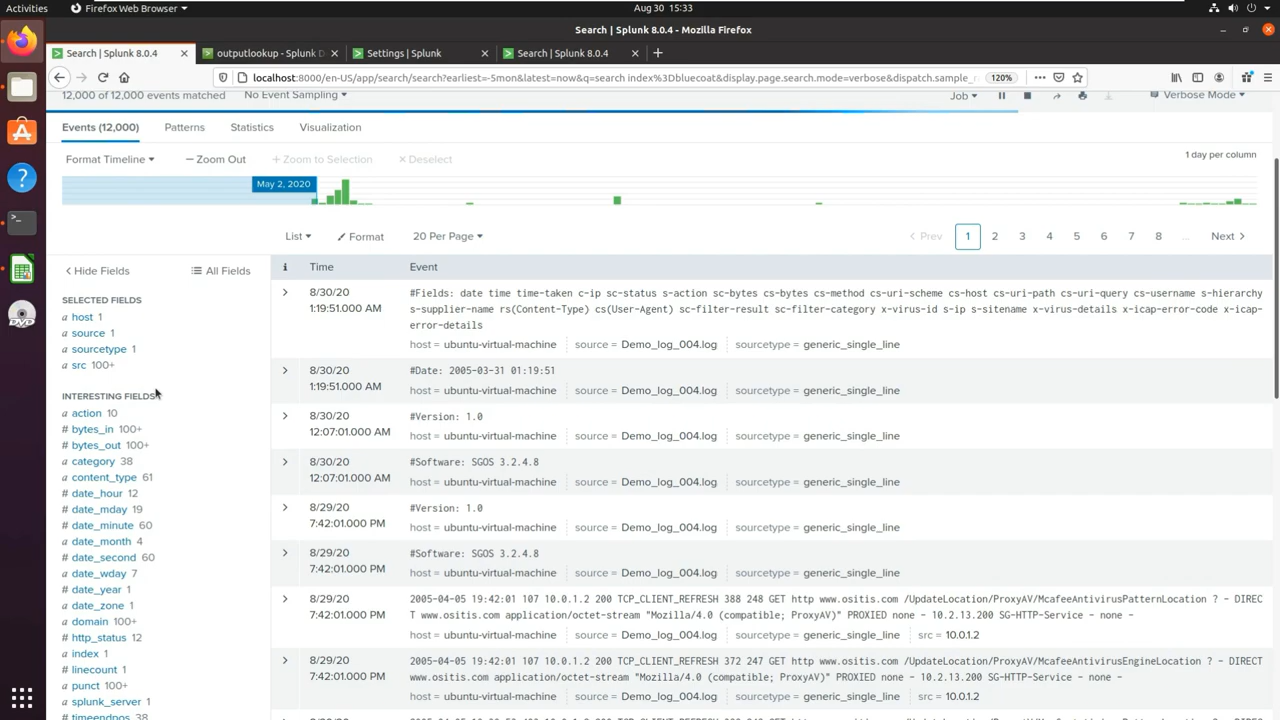 Activities
Firefox Web Browser
Aug 30 15:33
Search | Splunk 8.0.4 - Mozilla Firefox
Search | Splunk 8.0.4
outputlookup - Splunk D
Settings | Splunk
Search | Splunk 8.0.4
localhost:8000/en-US/app/search/search?earliest=-5mon&latest=now&q=search index%3Dbluecoat&display.page.search.mode=verbose&dispatch.sample_r
120%
12,000 of 12,000 events matched
No Event Sampling
Job
Verbose Mode
Events (12,000)
Patterns
Statistics
Visualization
Format Timeline
— Zoom Out
+ Zoom to Selection
× Deselect
1 day per column
May 2, 2020
List
Format
20 Per Page
< Prev
1
2
3
4
5
6
7
8
...
Next >
< Hide Fields
All Fields
i
Time
Event
SELECTED FIELDS
a host 1
a source 1
a sourcetype 1
a src 100+
INTERESTING FIELDS
a action 10
a bytes_in 100+
a bytes_out 100+
a category 38
a content_type 61
# date_hour 12
# date_mday 19
# date_minute 60
a date_month 4
# date_second 60
a date_wday 7
# date_year 1
a date_zone 1
a domain 100+
# http_status 12
a index 1
# linecount 1
a punct 100+
a splunk_server 1
# timeendpos 38
8/30/20
1:19:51.000 AM
#Fields: date time time-taken c-ip sc-status s-action sc-bytes cs-bytes cs-method cs-uri-scheme cs-host cs-uri-path cs-uri-query cs-username s-hierarchy
s-supplier-name rs(Content-Type) cs(User-Agent) sc-filter-result sc-filter-category x-virus-id s-ip s-sitename x-virus-details x-icap-error-code x-icap-
error-details
host = ubuntu-virtual-machine
source = Demo_log_004.log
sourcetype = generic_single_line
8/30/20
1:19:51.000 AM
#Date: 2005-03-31 01:19:51
host = ubuntu-virtual-machine
source = Demo_log_004.log
sourcetype = generic_single_line
8/30/20
12:07:01.000 AM
#Version: 1.0
host = ubuntu-virtual-machine
source = Demo_log_004.log
sourcetype = generic_single_line
8/30/20
12:07:01.000 AM
#Software: SGOS 3.2.4.8
host = ubuntu-virtual-machine
source = Demo_log_004.log
sourcetype = generic_single_line
8/29/20
7:42:01.000 PM
#Version: 1.0
host = ubuntu-virtual-machine
source = Demo_log_004.log
sourcetype = generic_single_line
8/29/20
7:42:01.000 PM
#Software: SGOS 3.2.4.8
host = ubuntu-virtual-machine
source = Demo_log_004.log
sourcetype = generic_single_line
8/29/20
7:42:01.000 PM
2005-04-05 19:42:01 107 10.0.1.2 200 TCP_CLIENT_REFRESH 388 248 GET http www.ositis.com /UpdateLocation/ProxyAV/McafeeAntivirusPatternLocation ? - DIREC
T www.ositis.com application/octet-stream "Mozilla/4.0 (compatible; ProxyAV)" PROXIED none - 10.2.13.200 SG-HTTP-Service - none -
host = ubuntu-virtual-machine
source = Demo_log_004.log
sourcetype = generic_single_line
src = 10.0.1.2
8/29/20
7:42:01.000 PM
2005-04-05 19:42:01 107 10.0.1.2 200 TCP_CLIENT_REFRESH 372 247 GET http www.ositis.com /UpdateLocation/ProxyAV/McafeeAntivirusEngineLocation ? - DIRECT
www.ositis.com application/octet-stream "Mozilla/4.0 (compatible; ProxyAV)" PROXIED none - 10.2.13.200 SG-HTTP-Service - none -
host = ubuntu-virtual-machine
source = Demo_log_004.log
sourcetype = generic_single_line
src = 10.0.1.2